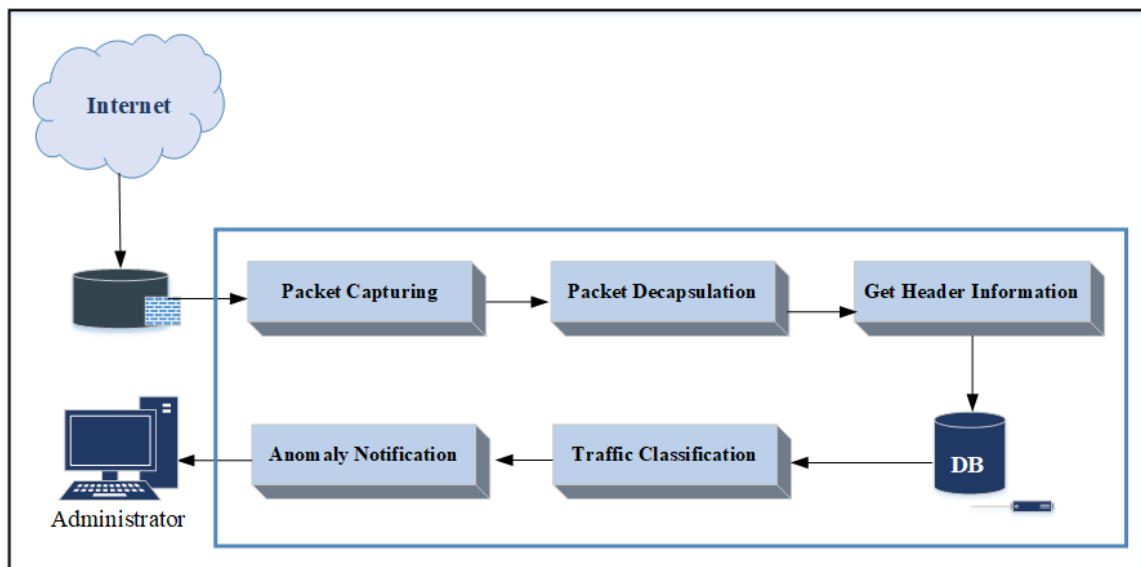 Internet
Packet Capturing
Packet Decapsulation
Get Header Information
Anomaly Notification
Traffic Classification
DB
Administrator